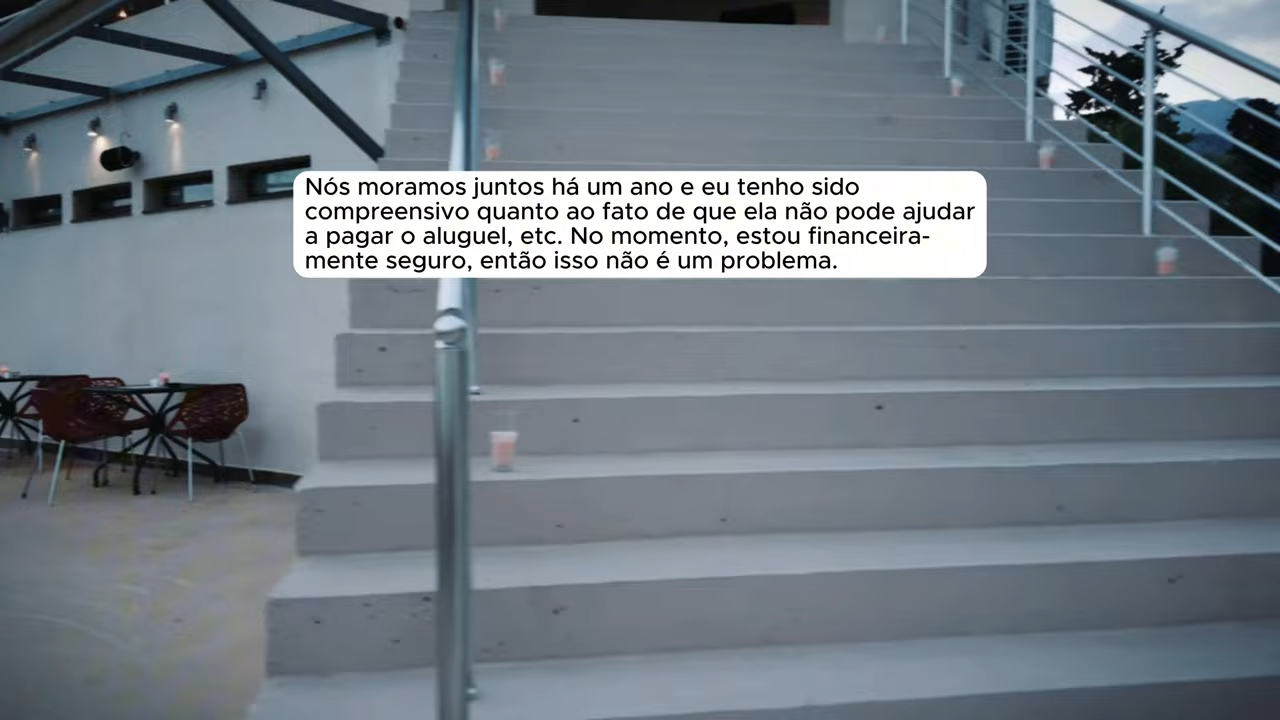 Nós moramos juntos há um ano e eu tenho sido
compreensivo quanto ao fato de que ela não pode ajudar
a pagar o aluguel, etc. No momento, estou financeira-
mente seguro, então isso não é um problema.